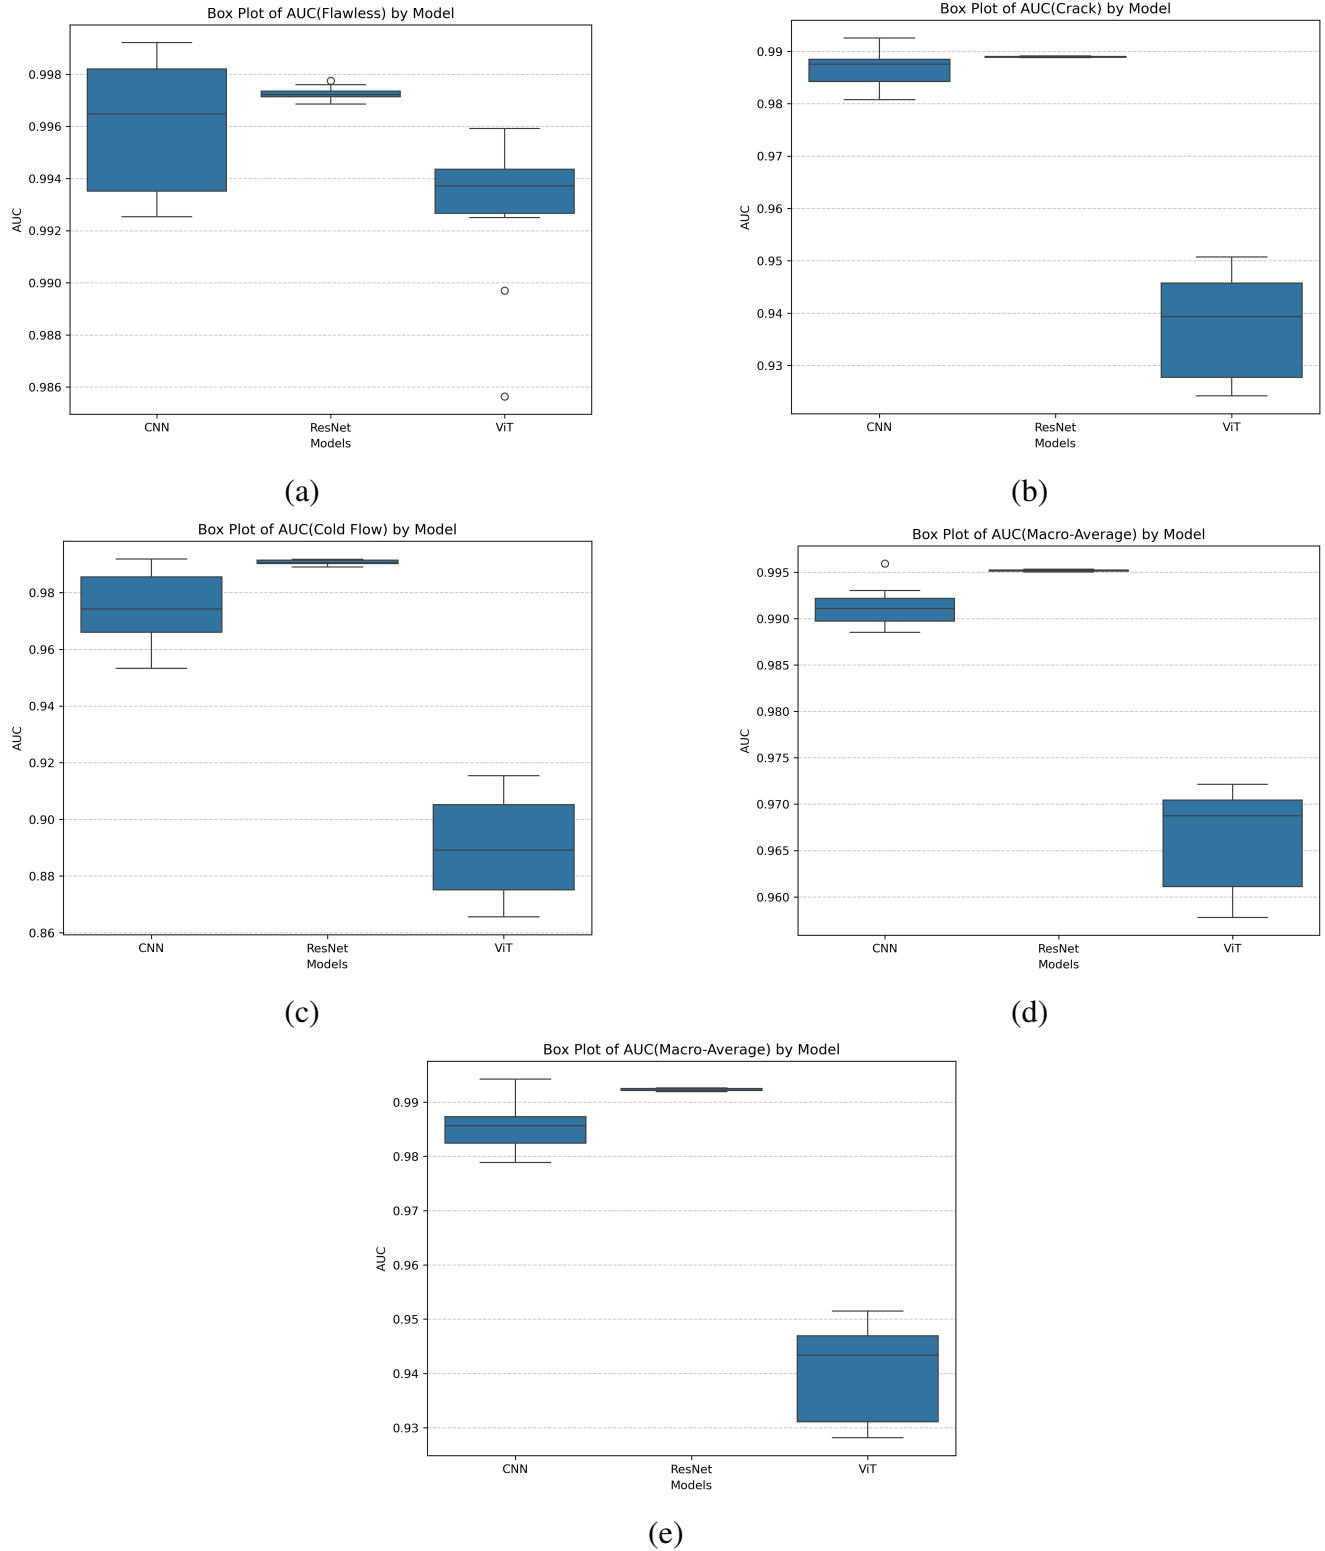 Box Plot of AUC(Flawless) by Model
AUC
0.998
0.996
0.994
0.992
0.990
0.988
0.986
CNN
ResNet
ViT
Models
(a)
Box Plot of AUC(Crack) by Model
AUC
0.99
0.98
0.97
0.96
0.95
0.94
0.93
CNN
ResNet
ViT
Models
(b)
Box Plot of AUC(Cold Flow) by Model
AUC
0.98
0.96
0.94
0.92
0.90
0.88
0.86
CNN
ResNet
ViT
Models
(c)
Box Plot of AUC(Macro-Average) by Model
AUC
0.995
0.990
0.985
0.980
0.975
0.970
0.965
0.960
CNN
ResNet
ViT
Models
(d)
Box Plot of AUC(Macro-Average) by Model
AUC
0.99
0.98
0.97
0.96
0.95
0.94
0.93
CNN
ResNet
ViT
Models
(e)